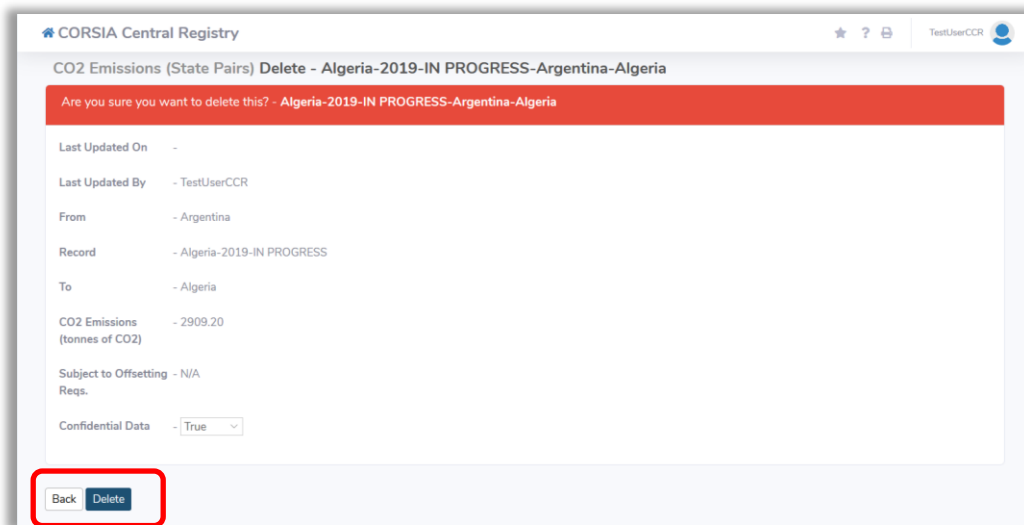 CORSIA Central Registry
? TestUserCCR
CO2 Emissions (State Pairs) Delete - Algeria-2019-IN PROGRESS-Argentina-Algeria
Are you sure you want to delete this? - Algeria-2019-IN PROGRESS-Argentina-Algeria
Last Updated On -
Last Updated By - TestUserCCR
From - Argentina
Record - Algeria-2019-IN PROGRESS
To - Algeria
CO2 Emissions - 2909.20
(tonnes of CO2)
Subject to Offsetting - N/A
Reqs.
Confidential Data - True
Back Delete